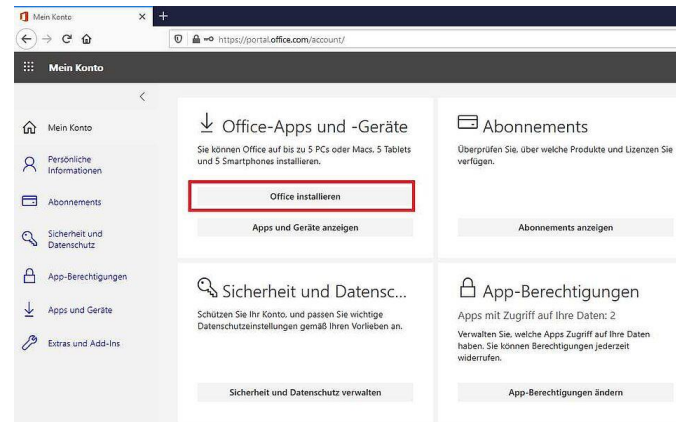 Mein Konto
https://portal.office.com/account/
Mein Konto
Mein Konto
Persönliche
Informationen
Abonnements
Sicherheit und
Datenschutz
App-Berechtigungen
Apps und Geräte
Extras und Add-Ins
Office-Apps und -Geräte
Sie können Office auf bis zu 5 PCs oder Macs, 5 Tablets
und 5 Smartphones installieren.
Office installieren
Apps und Geräte anzeigen
Abonnements
Überprüfen Sie, über welche Produkte und Lizenzen Sie
verfügen.
Abonnements anzeigen
Sicherheit und Datensc...
Schützen Sie Ihr Konto, und passen Sie wichtige
Datenschutzeinstellungen gemäß Ihren Vorlieben an.
Sicherheit und Datenschutz verwalten
App-Berechtigungen
Apps mit Zugriff auf Ihre Daten: 2
Verwalten Sie, welche Apps Zugriff auf Ihre Daten
haben. Sie können Berechtigungen jederzeit
widerrufen.
App-Berechtigungen ändern